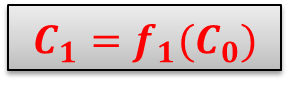 C₁ = f₁(C₀)